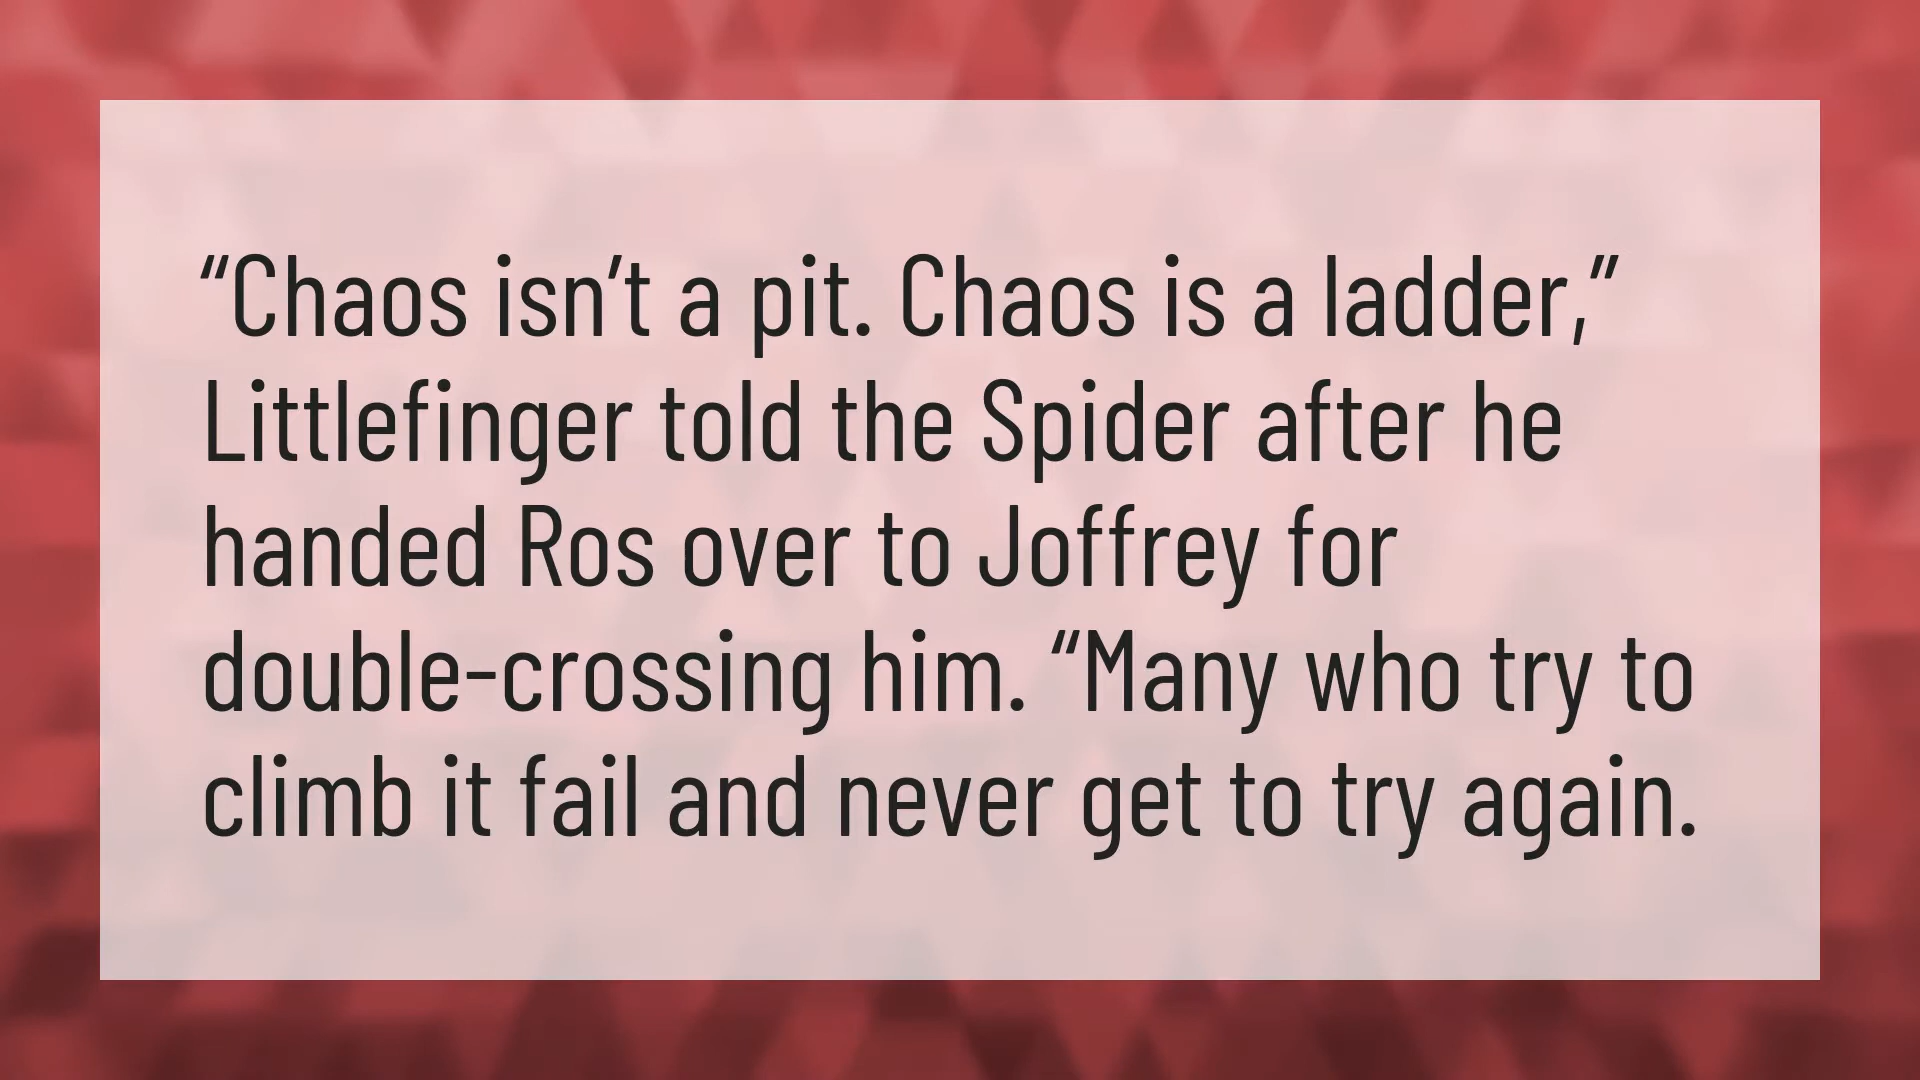 “Chaos isn’t a pit. Chaos is a ladder,”
Littlefinger told the Spider after he
handed Ros over to Joffrey for
double-crossing him. “Many who try to
climb it fail and never get to try again.